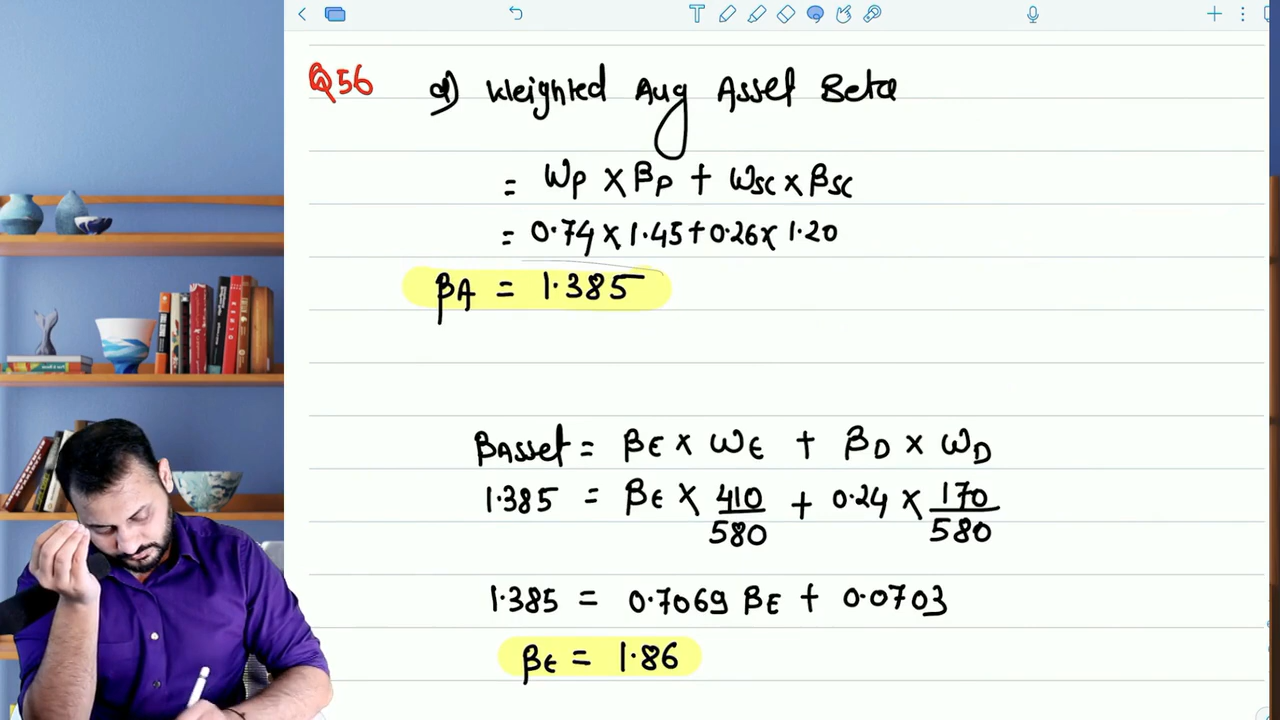 Q56 a) Weighted Avg Asset Beta
= WP × βP + WSC × βSC
= 0.74 × 1.45 + 0.26 × 1.20
βA = 1.385
βAsset = βE × WE + βD × WD
1.385 = βE × 410/580 + 0.24 × 170/580
1.385 = 0.7069 βE + 0.0703
βE = 1.86